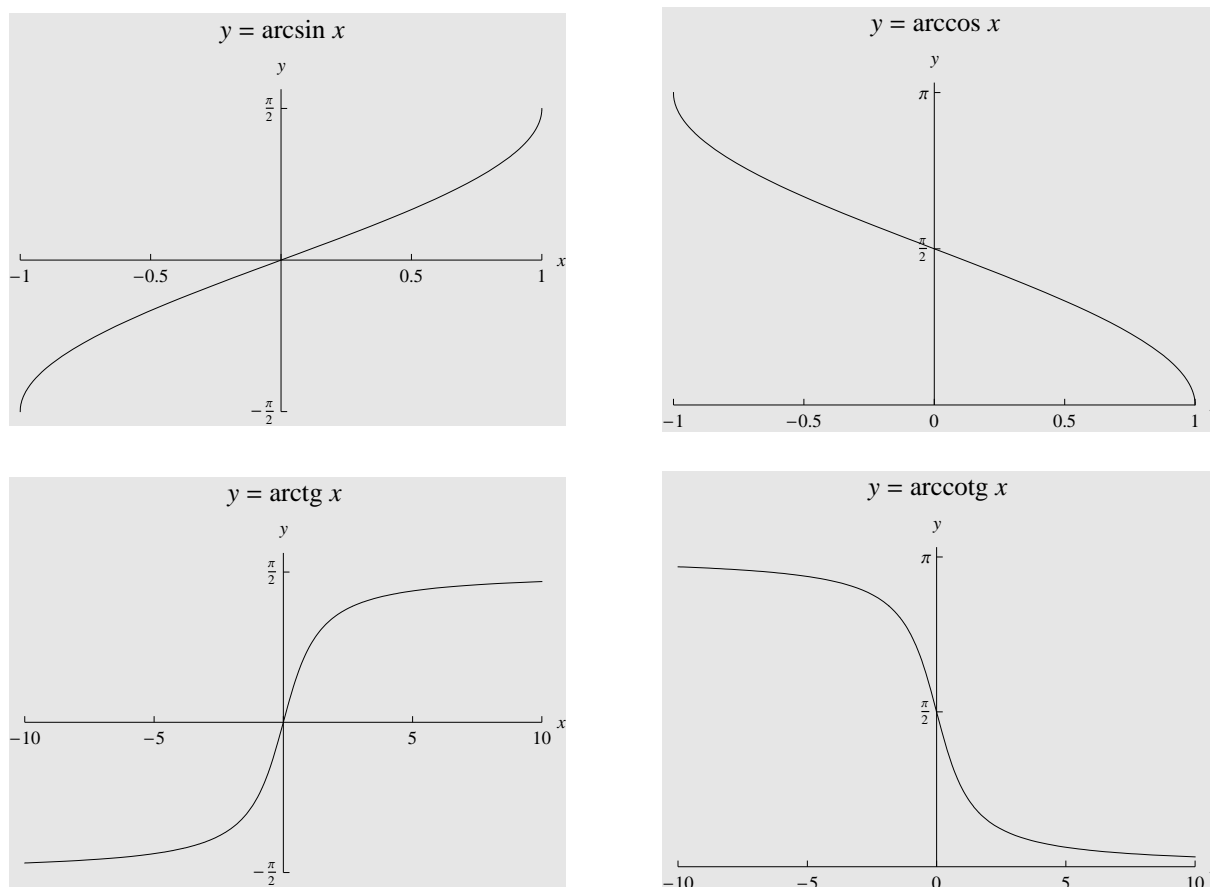 y = arcsin x
y
π/2
−1 −0.5 0.5 1 x
−π/2
y = arccos x
y
π
π/2
−1 −0.5 0 0.5 1
y = arctg x
y
π/2
−10 −5 5 10 x
−π/2
y = arccotg x
y
π
π/2
−10 −5 0 5 10